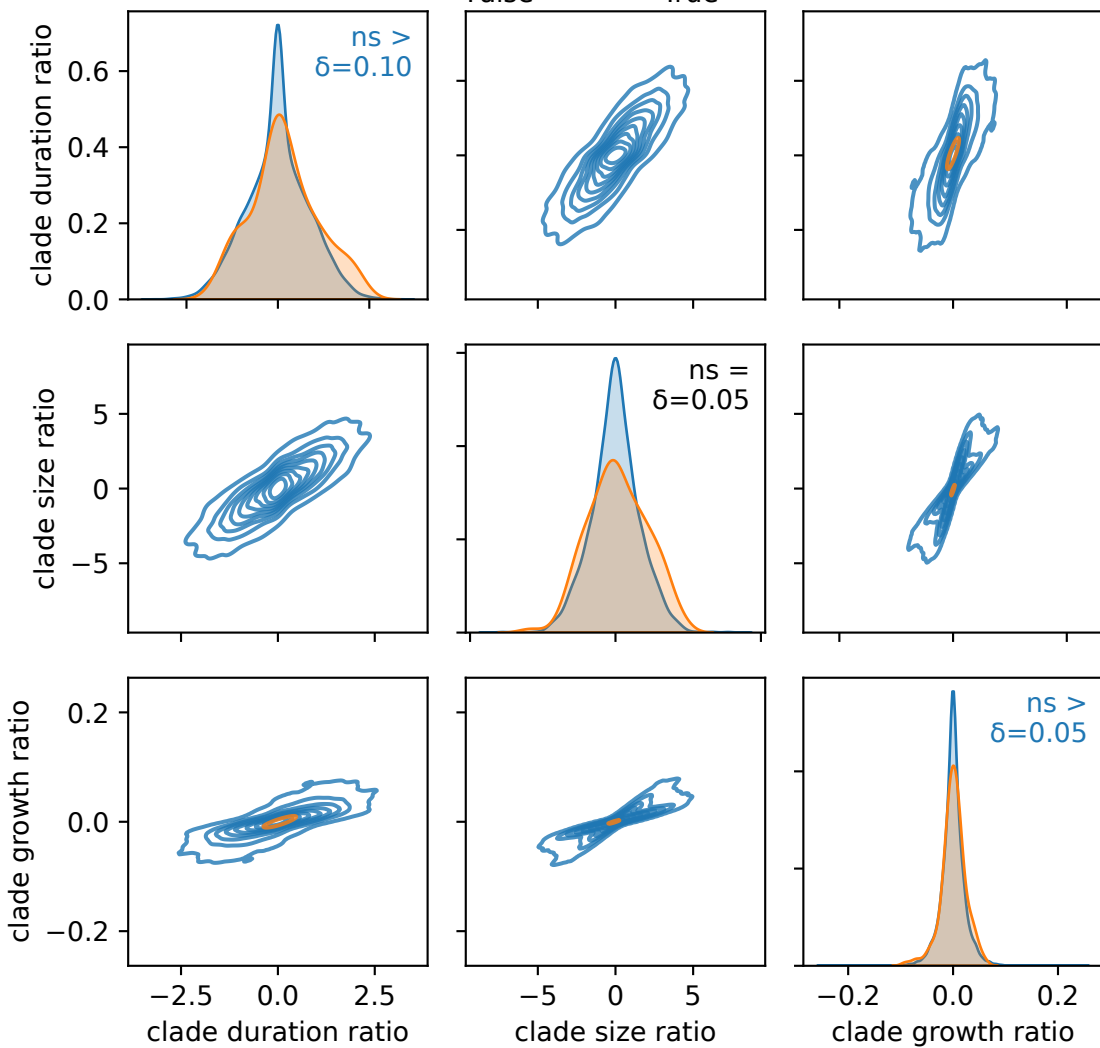 clade duration ratio
0.6
0.4
0.2
0.0
ns >
δ=0.10
clade size ratio
5
0
−5
ns =
δ=0.05
clade growth ratio
0.2
0.0
−0.2
ns >
δ=0.05
−2.5 0.0 2.5
−5 0 5
−0.2 0.0 0.2
clade duration ratio
clade size ratio
clade growth ratio